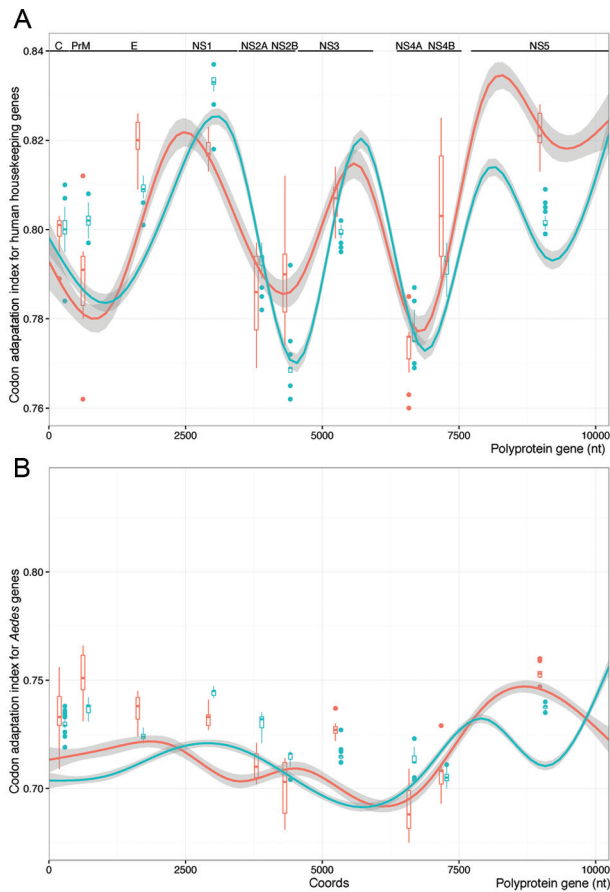 A
C PrM E NS1 NS2A NS2B NS3 NS4A NS4B NS5
Codon adapatation index for human housekeeping genes
0.84
0.82
0.80
0.78
0.76
0 2500 5000 7500 10000
Polyprotein gene (nt)
B
Codon adaptation index for Aedes genes
0.80
0.75
0.70
0 2500 5000 7500 10000
Coords Polyprotein gene (nt)